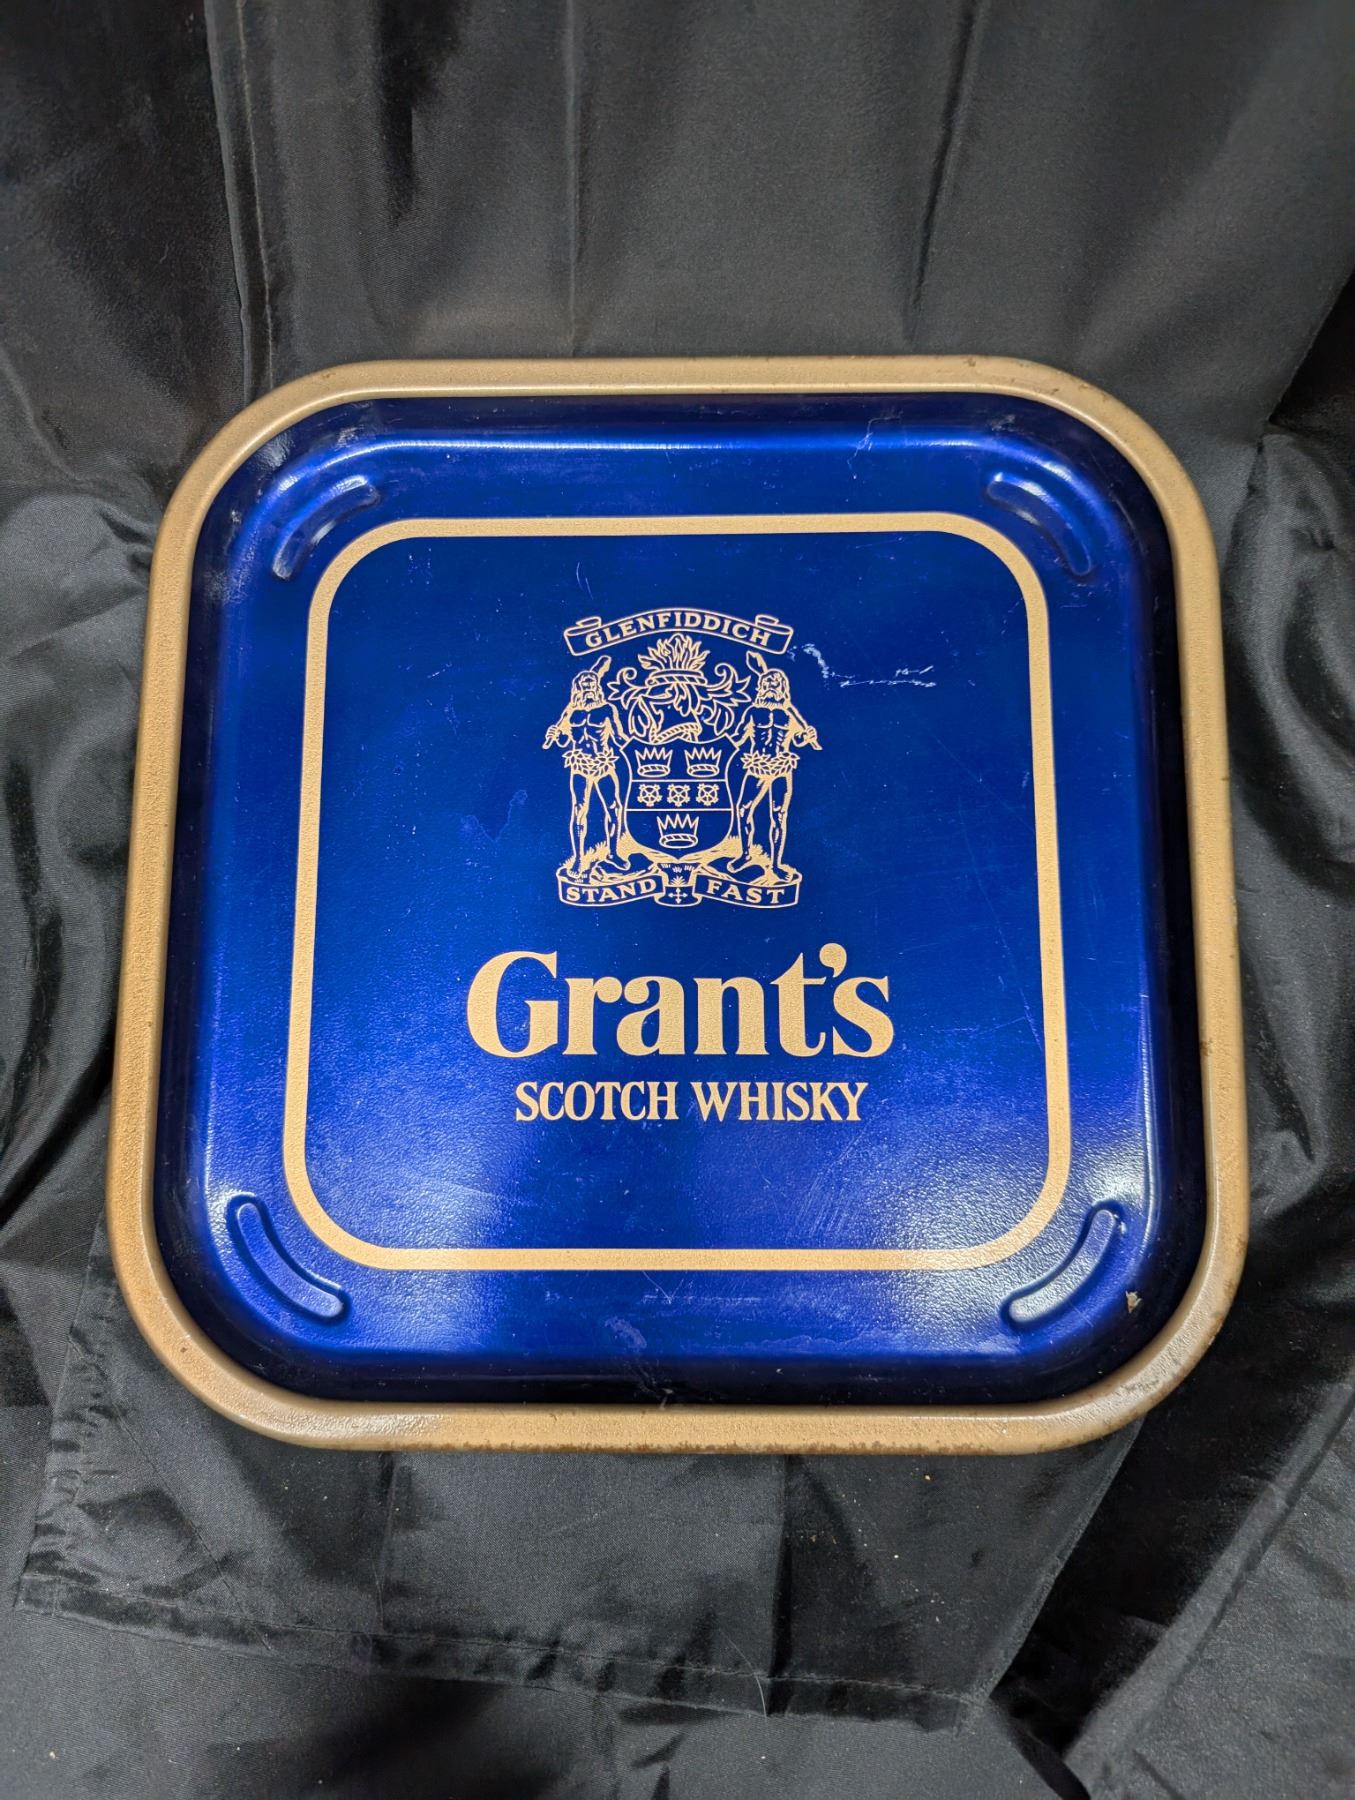 GLENFIDDICH
STAND FAST
Grant's
SCOTCH WHISKY